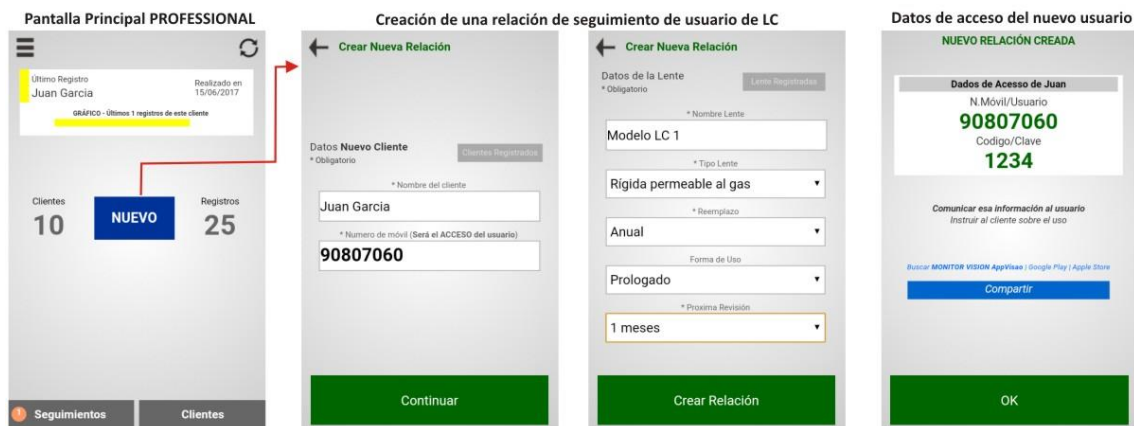 Pantalla Principal PROFESSIONAL
Último Registro
Juan Garcia
Realizado en
15/06/2017
GRÁFICO - Últimos 1 registros de este cliente
Clientes
10
NUEVO
Registros
25
1
Seguimientos
Clientes
Creación de una relación de seguimiento de usuario de LC
Crear Nueva Relación
Datos Nuevo Cliente
* Obligatorio
Clientes Registrados
* Nombre del cliente
Juan Garcia
* Numero de móvil (Será el ACCESO del usuario)
90807060
Continuar
Crear Nueva Relación
Datos de la Lente
* Obligatorio
Lente Registradas
* Nombre Lente
Modelo LC 1
* Tipo Lente
Rígida permeable al gas
* Reemplazo
Anual
Forma de Uso
Prologado
* Proxima Revisión
1 meses
Crear Relación
Datos de acceso del nuevo usuario
NUEVO RELACIÓN CREADA
Dados de Acesso de Juan
N.Móvil/Usuario
90807060
Codigo/Clave
1234
Comunicar esa información al usuario
Instruir al cliente sobre el uso
Buscar MONITOR VISION AppVisao | Google Play | Apple Store
Compartir
OK